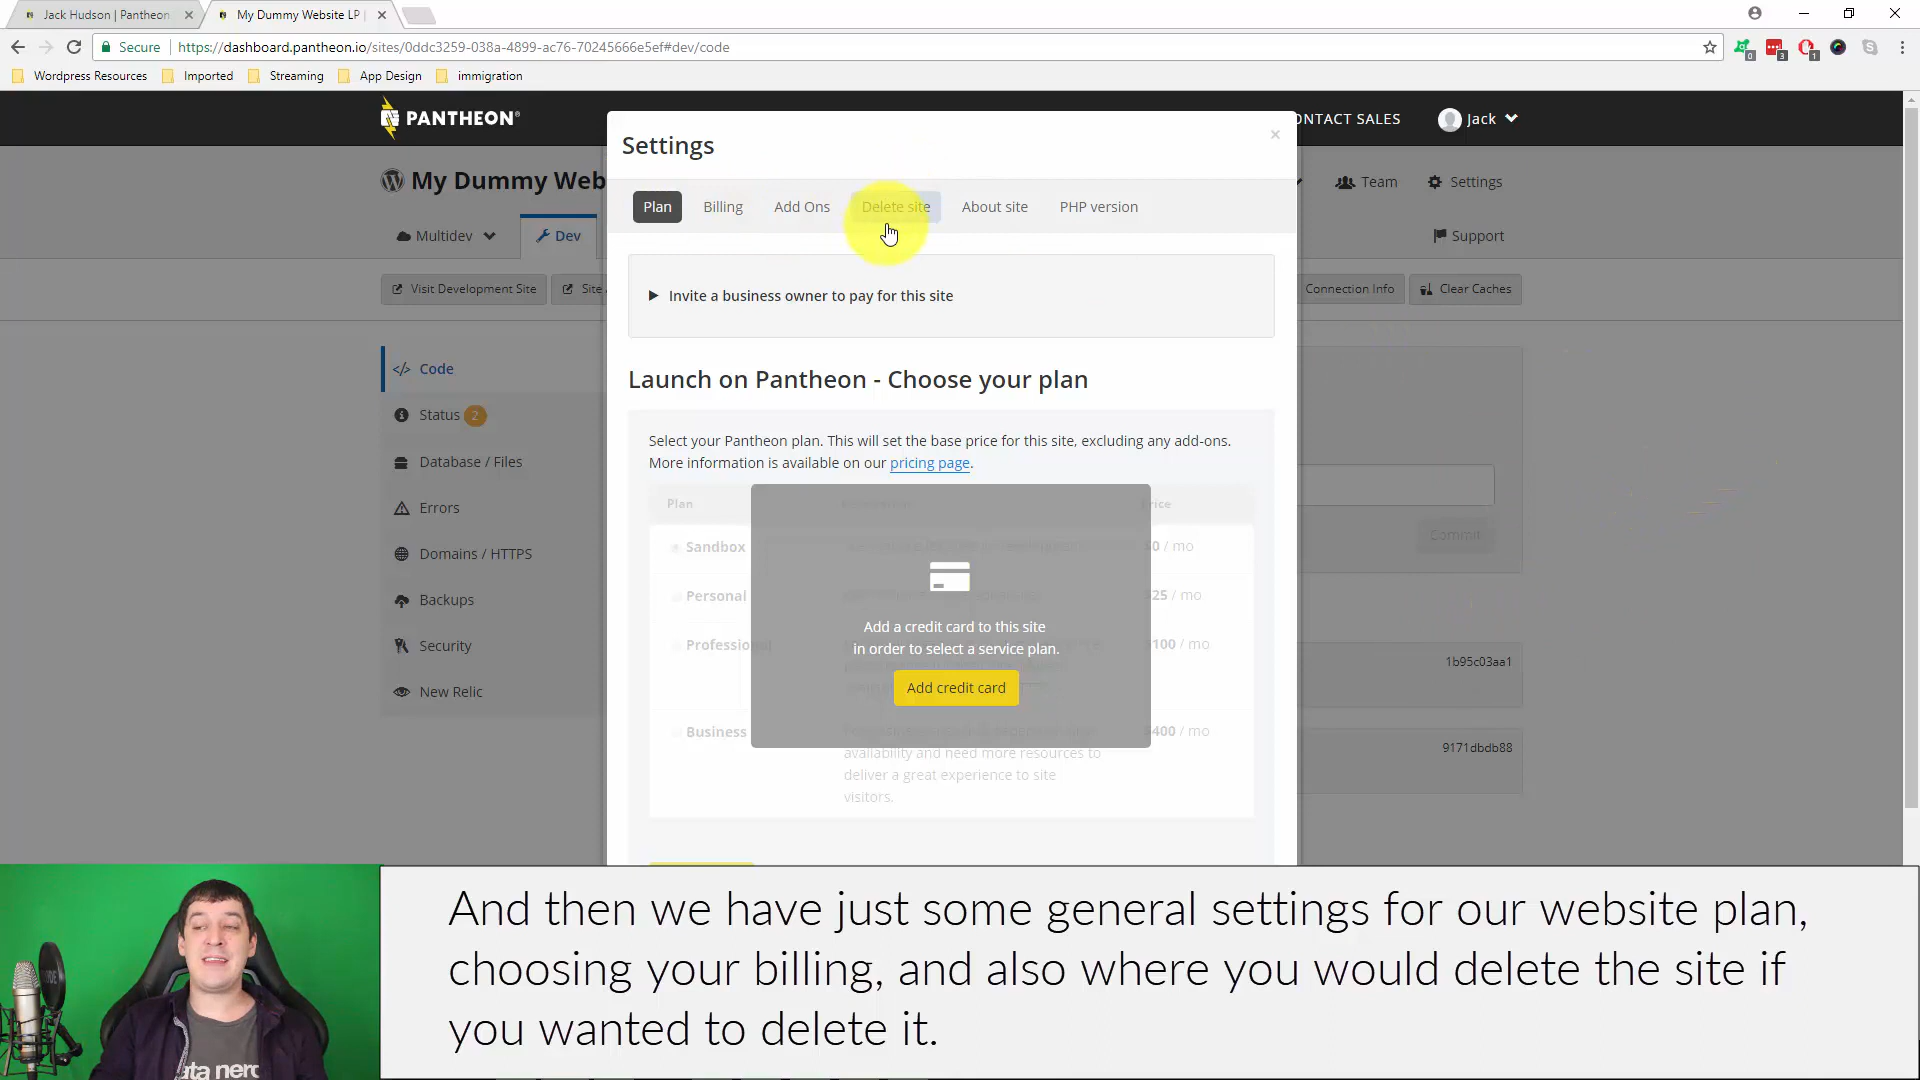 Jack Hudson | Pantheon
My Dummy Website LP |
Secure
https://dashboard.pantheon.io/sites/0ddc3259-038a-4899-ac76-70245666e5ef#dev/code
0
3
1
Wordpress Resources
Imported
Streaming
App Design
immigration
PANTHEON
ONTACT SALES
Jack
Settings
My Dummy Web
Team
Settings
Plan
Billing
Add Ons
Delete site
About site
PHP version
Multidev
Dev
Support
Visit Development Site
Site
Connection Info
Clear Caches
Invite a business owner to pay for this site
Code
Status 2
Database / Files
Errors
Domains / HTTPS
Backups
Security
New Relic
Launch on Pantheon - Choose your plan
Select your Pantheon plan. This will set the base price for this site, excluding any add-ons.
More information is available on our pricing page.
Plan
Price
Sandbox
$0 / mo
Personal
$25 / mo
Professional
$100 / mo
Business
$400 / mo
availability and need more resources to
deliver a great experience to site
visitors.
Add a credit card to this site
in order to select a service plan.
Add credit card
Commit
1b95c03aa1
9171dbdb88
And then we have just some general settings for our website plan,
choosing your billing, and also where you would delete the site if
you wanted to delete it.
ata nerd